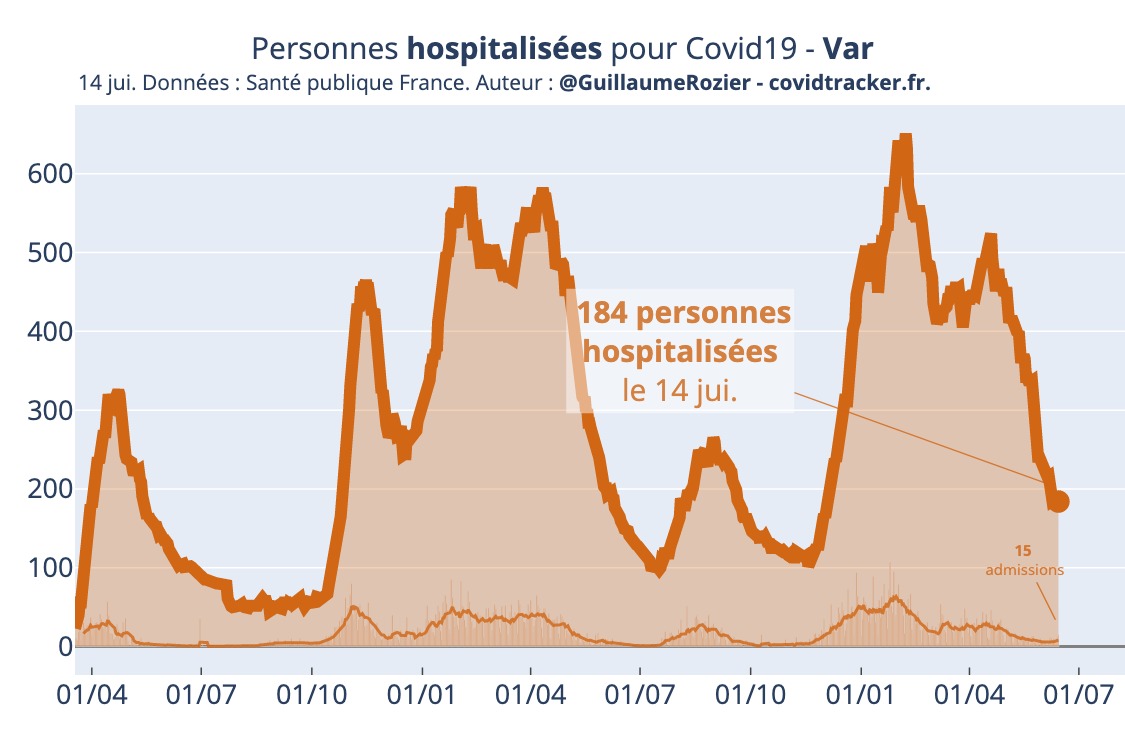 Personnes hospitalisées pour Covid19 - Var
14 jui. Données : Santé publique France. Auteur : @GuillaumeRozier - covidtracker.fr.
600
500
400
300
200
100
0
184 personnes
hospitalisées
le 14 jui.
15
admissions
01/04 01/07 01/10 01/01 01/04 01/07 01/10 01/01 01/04 01/07